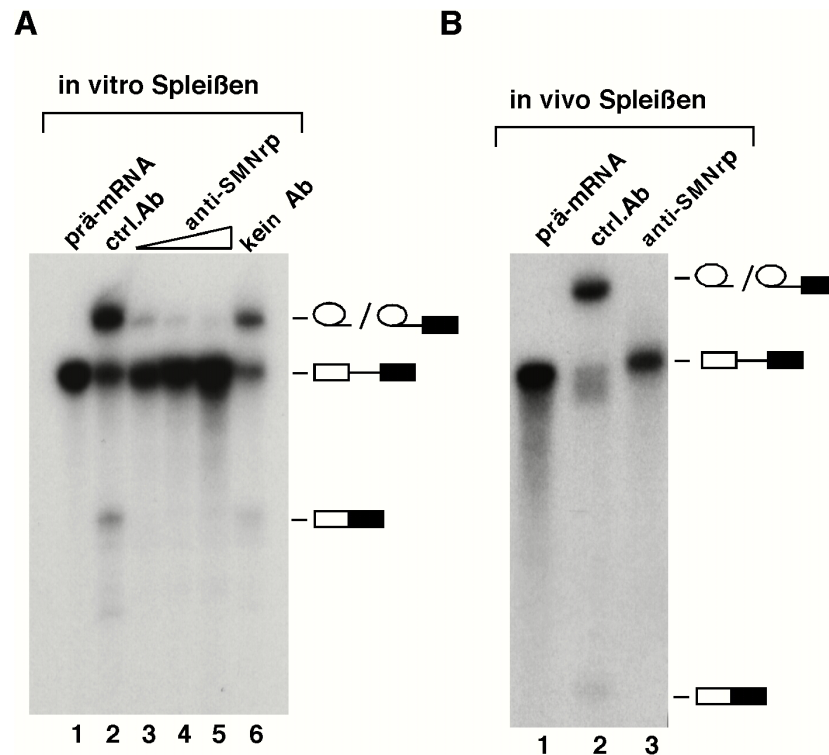 A
in vitro Spleißen
prä-mRNA
ctrl.Ab
anti-SMNrp
kein Ab
/
1 2 3 4 5 6
B
in vivo Spleißen
prä-mRNA
ctrl.Ab
anti-SMNrp
/
1 2 3